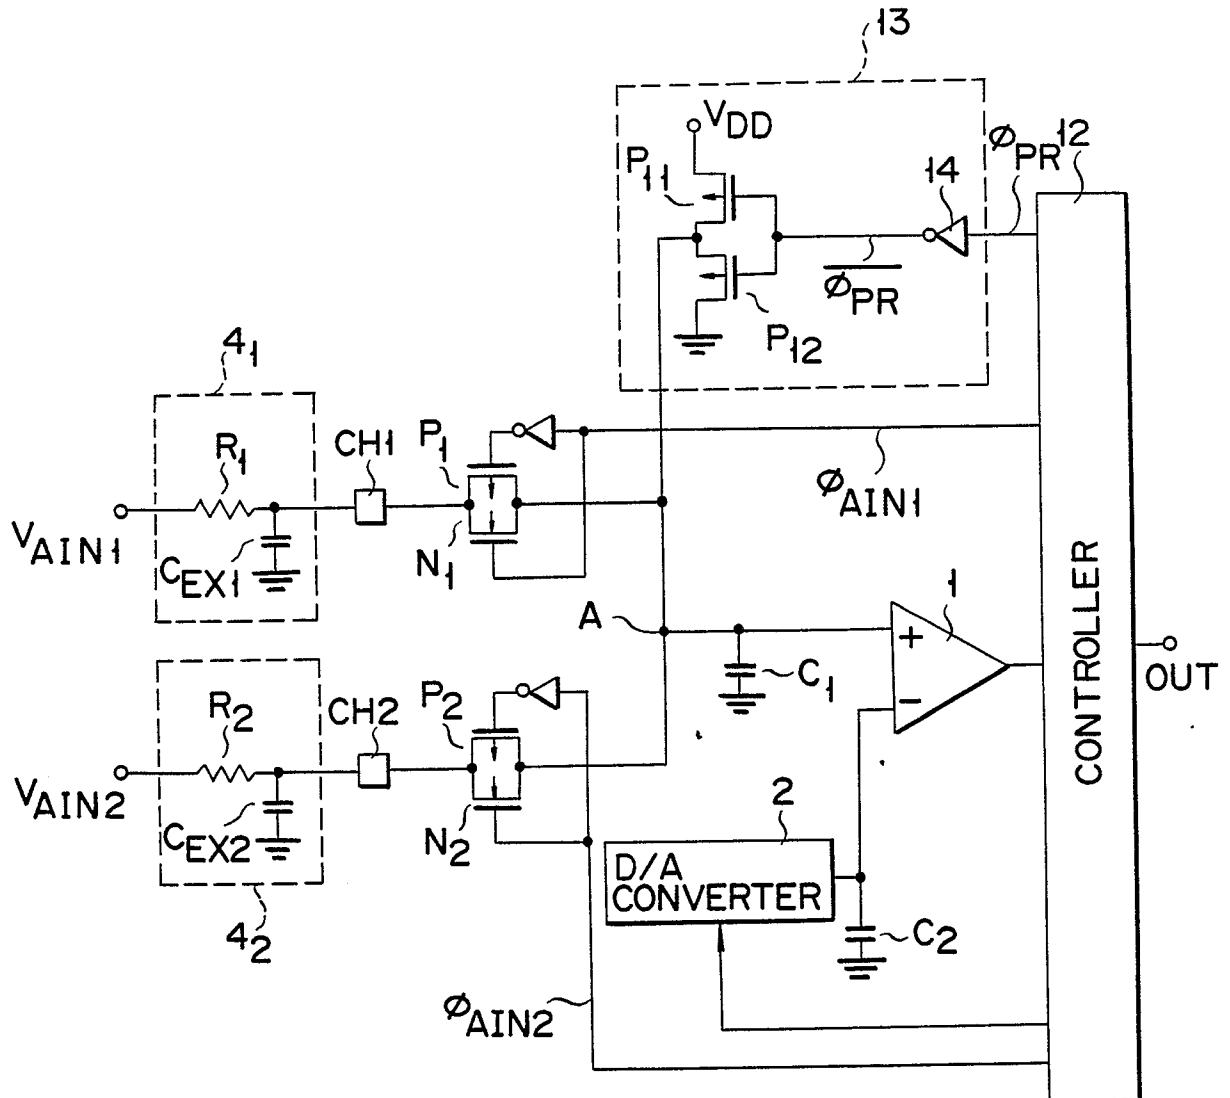 13
VDD
P11
14
øPR
12
øPR
P12
41
R1
CH1
P1
øAIN1
VAIN1
CEX1
N1
A
1
+
−
C1
OUT
CONTROLLER
R2
CH2
P2
VAIN2
CEX2
N2
2
D/A
CONVERTER
C2
42
øAIN2